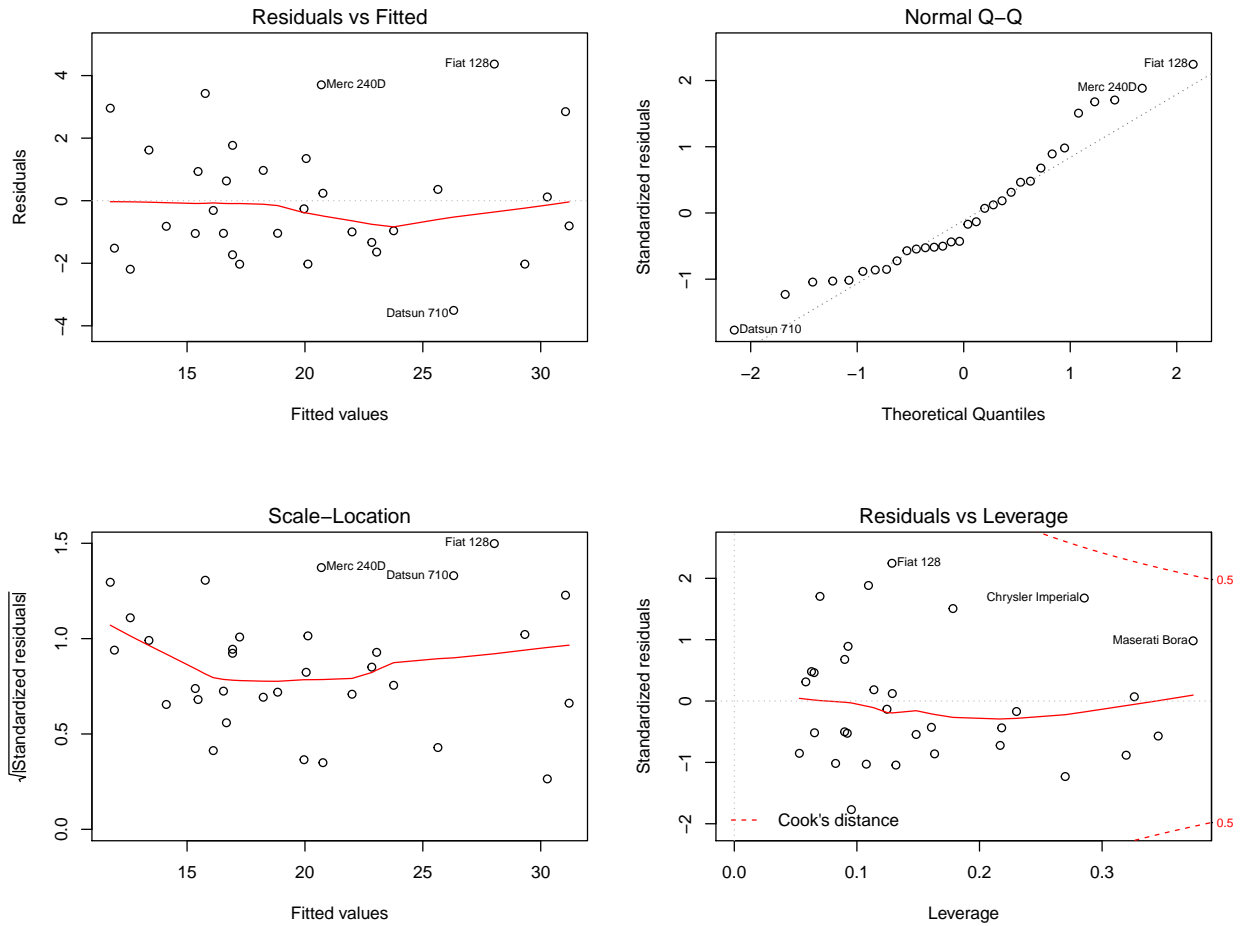 Residuals vs Fitted
Residuals
4
2
0
−2
−4
Fiat 128
Merc 240D
Datsun 710
15 20 25 30
Fitted values
Normal Q−Q
Standardized residuals
2
1
0
−1
Fiat 128
Merc 240D
Datsun 710
−2 −1 0 1 2
Theoretical Quantiles
Scale−Location
√|Standardized residuals|
1.5
1.0
0.5
0.0
Fiat 128
Merc 240D
Datsun 710
15 20 25 30
Fitted values
Residuals vs Leverage
Standardized residuals
2
1
0
−1
−2
Fiat 128
Chrysler Imperial
Maserati Bora
0.5
0.5
Cook's distance
0.0 0.1 0.2 0.3
Leverage